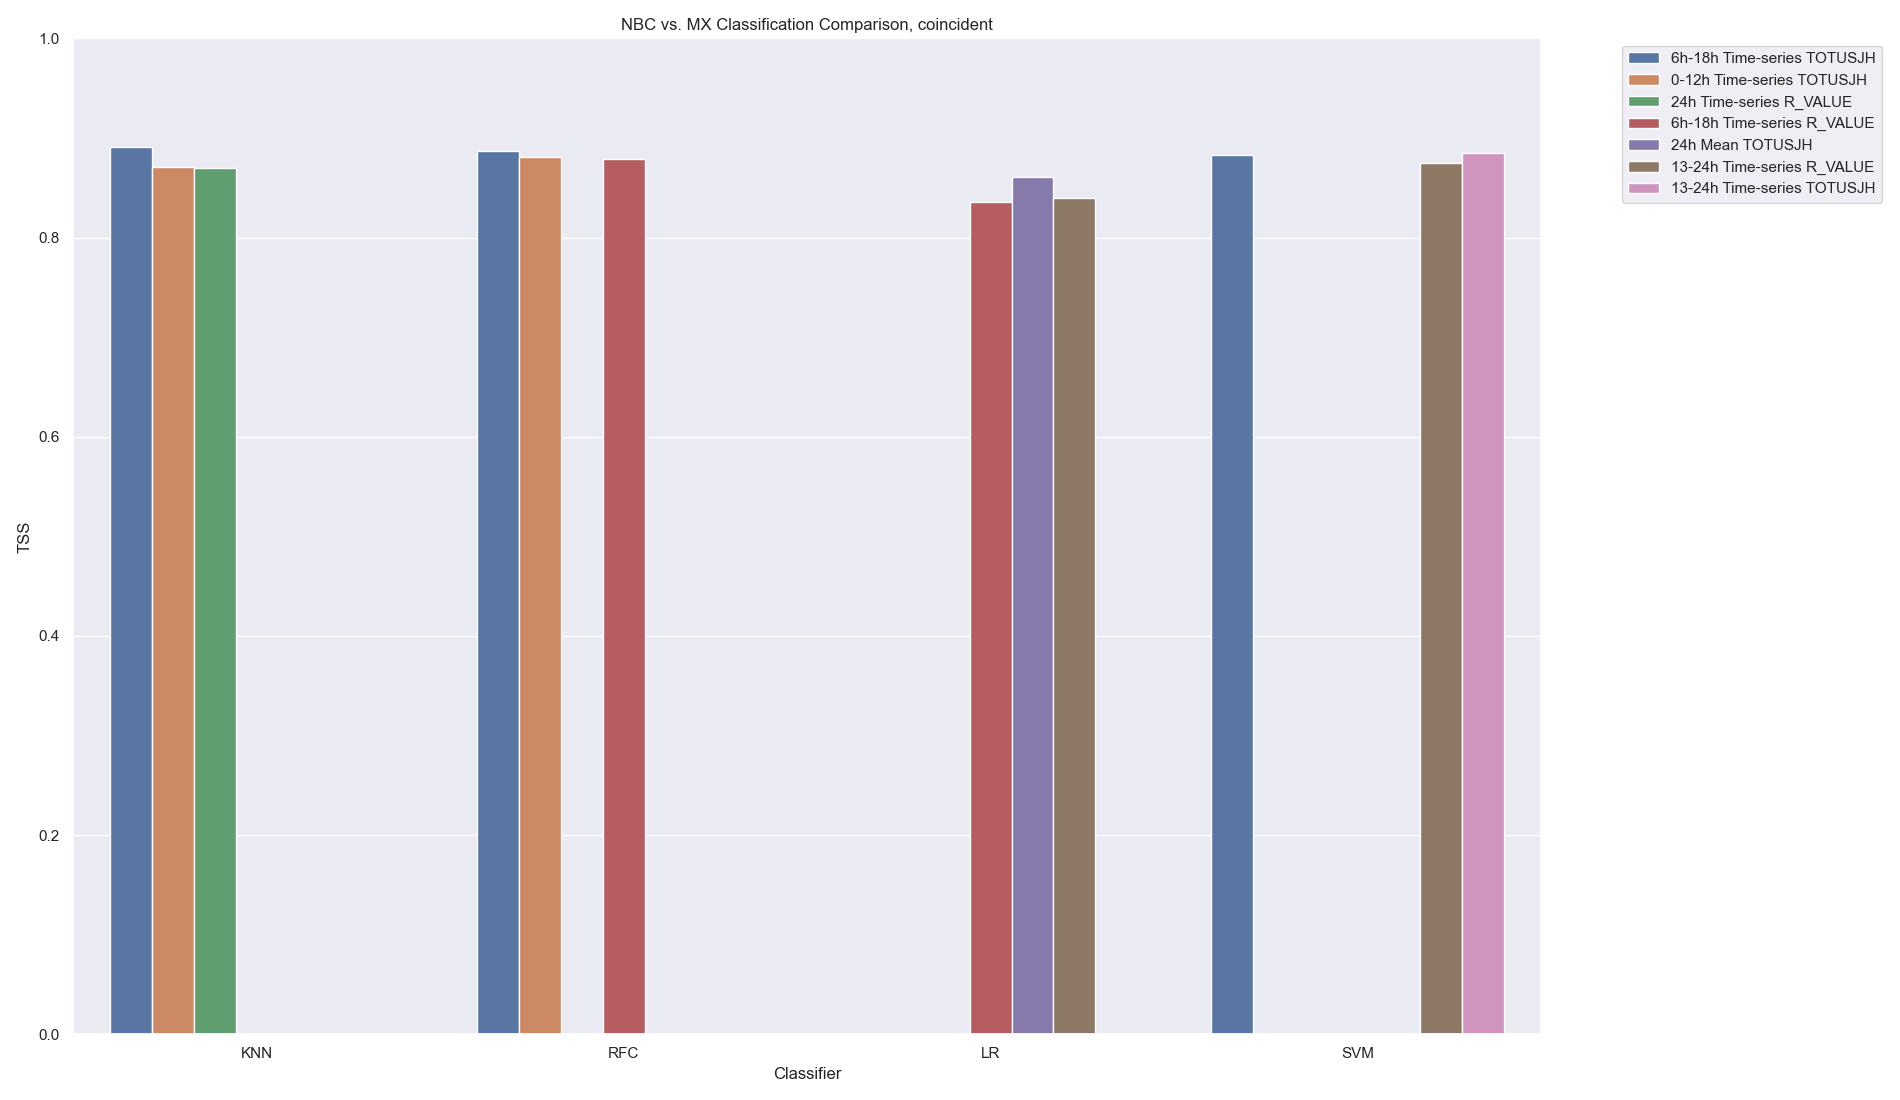 NBC vs. MX Classification Comparison, coincident
1.0
0.8
0.6
0.4
0.2
0.0
TSS
KNN
RFC
LR
SVM
Classifier
6h-18h Time-series TOTUSJH
0-12h Time-series TOTUSJH
24h Time-series R_VALUE
6h-18h Time-series R_VALUE
24h Mean TOTUSJH
13-24h Time-series R_VALUE
13-24h Time-series TOTUSJH